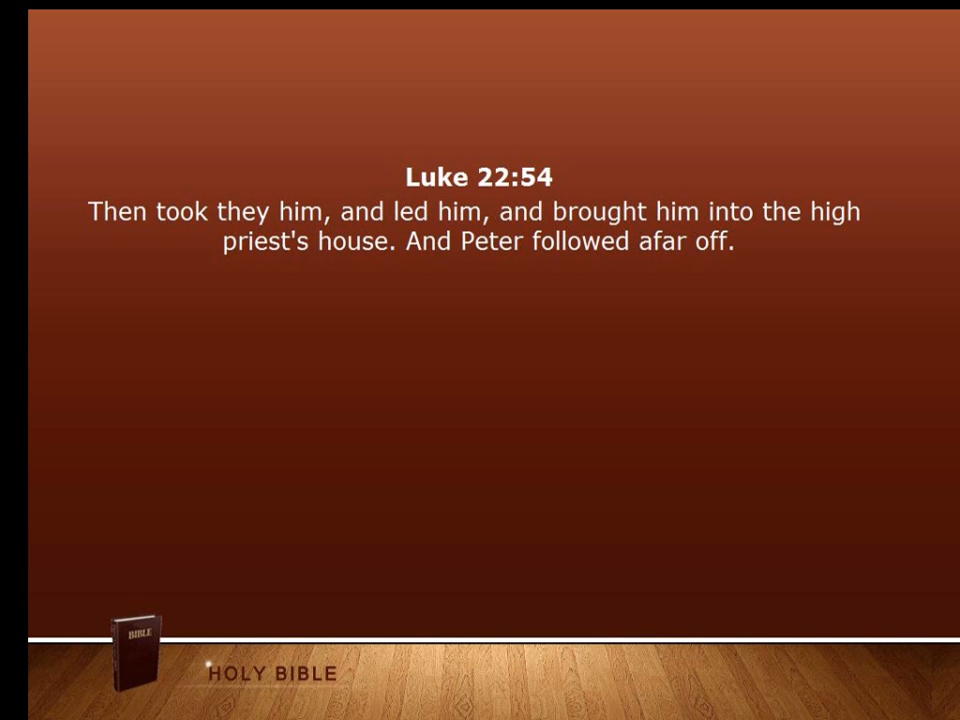 Luke 22:54
Then took they him, and led him, and brought him into the high
priest's house. And Peter followed afar off.
BIBLE
HOLY BIBLE